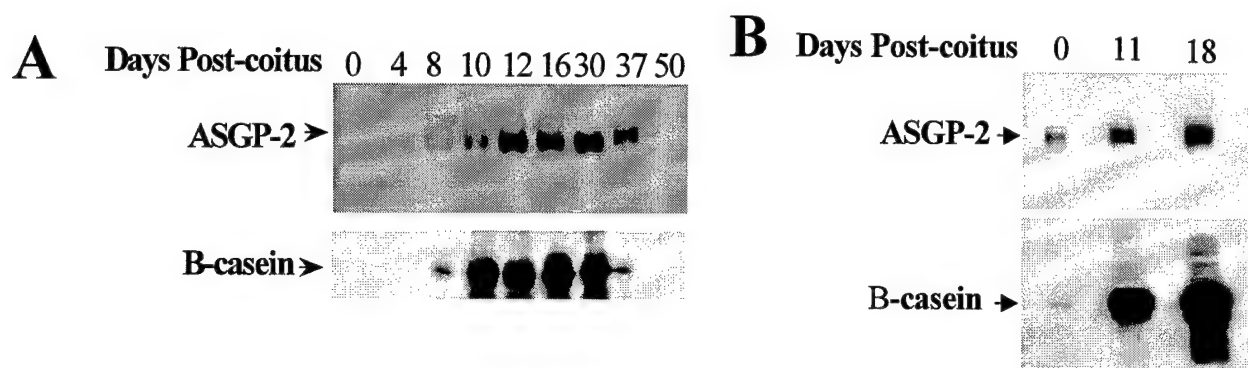 A
Days Post-coitus 0 4 8 10 12 16 30 37 50
ASGP-2
B-casein
B
Days Post-coitus 0 11 18
ASGP-2
B-casein